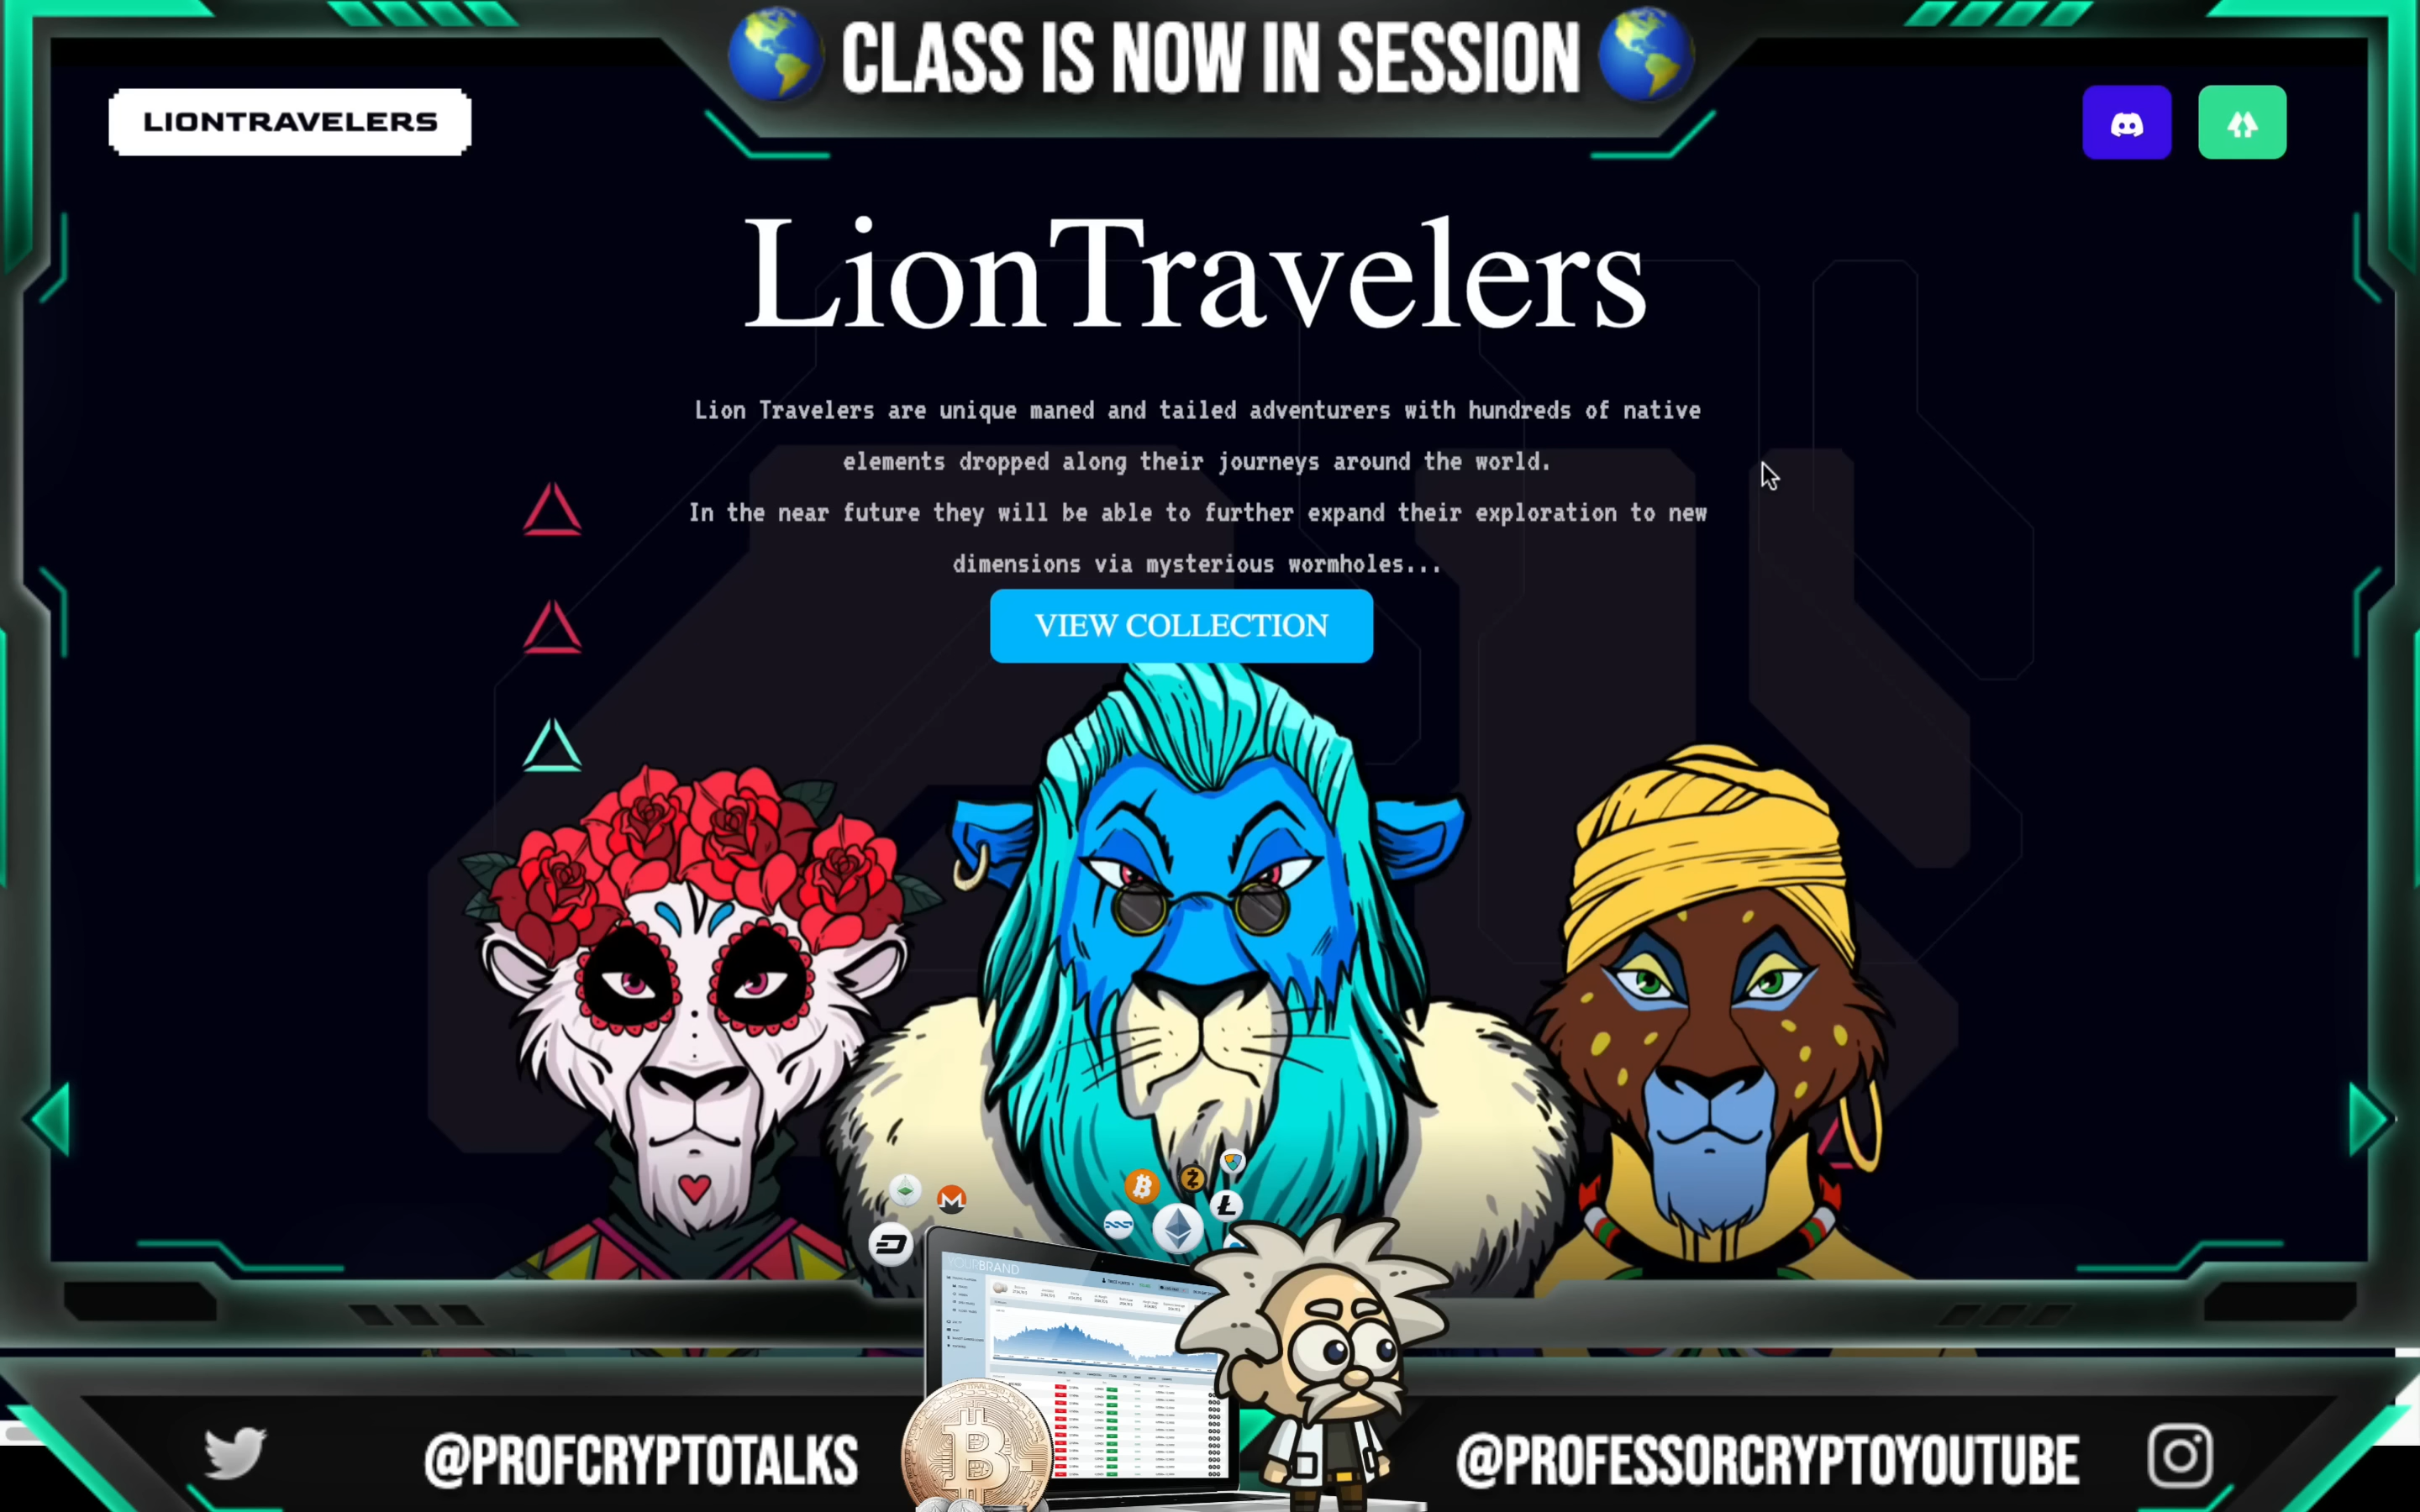 CLASS IS NOW IN SESSION
LIONTRAVELERS
LionTravelers
Lion Travelers are unique maned and tailed adventurers with hundreds of native
elements dropped along their journeys around the world.
In the near future they will be able to further expand their exploration to new
dimensions via mysterious wormholes...
VIEW COLLECTION
YOURBRAND
@PROFCRYPTOTALKS
@PROFESSORCRYPTOYOUTUBE